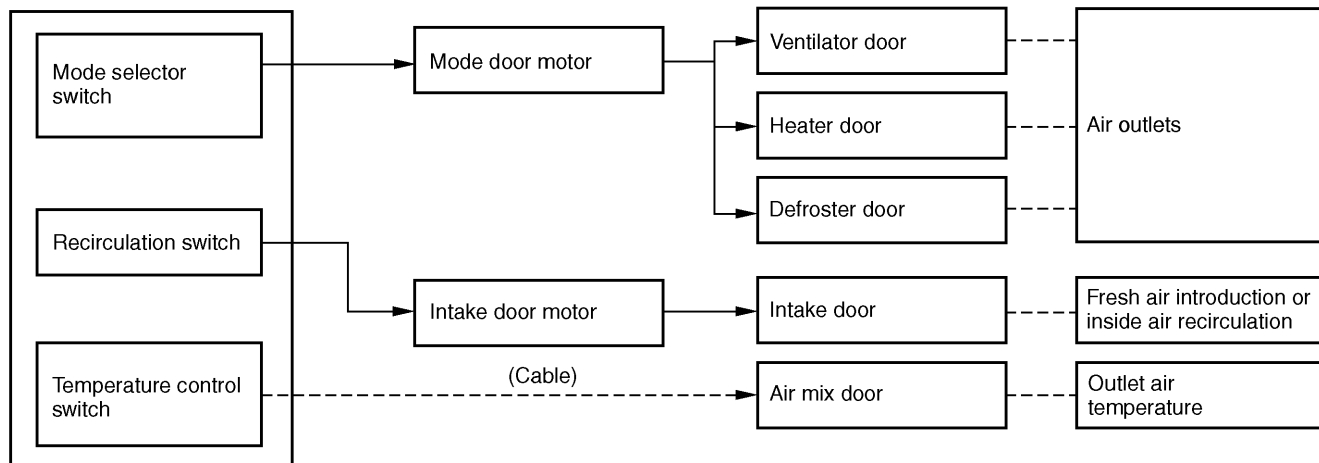 Mode selector
switch
Mode door motor
Ventilator door
Heater door
Defroster door
Air outlets
Recirculation switch
Intake door motor
Intake door
Fresh air introduction or
inside air recirculation
Temperature control
switch
(Cable)
Air mix door
Outlet air
temperature